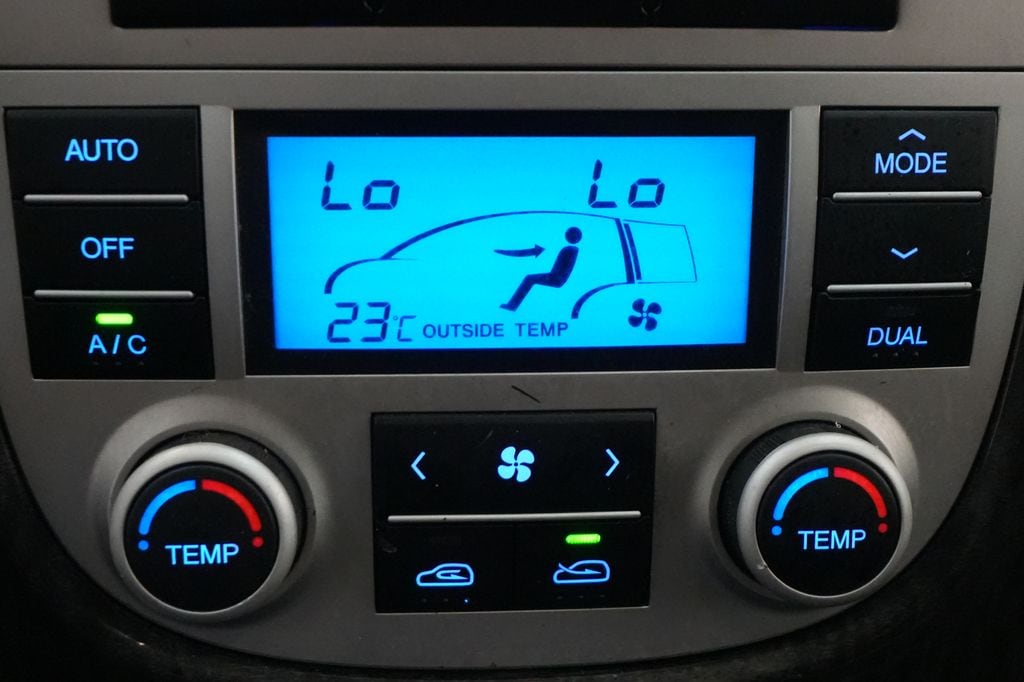 AUTO
OFF
A/C
Lo Lo
23°C OUTSIDE TEMP
MODE
DUAL
TEMP
TEMP